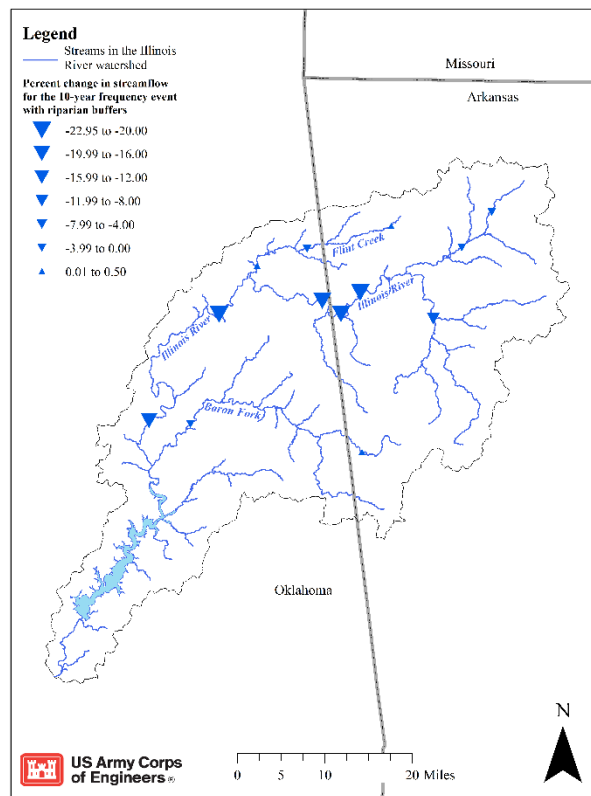 Legend
Streams in the Illinois
River watershed
Percent change in streamflow
for the 10-year frequency event
with riparian buffers
-22.95 to -20.00
-19.99 to -16.00
-15.99 to -12.00
-11.99 to -8.00
-7.99 to -4.00
-3.99 to 0.00
0.01 to 0.50
Missouri
Arkansas
Flint Creek
Illinois River
Illinois River
(Baron Fork)
Oklahoma
N
US Army Corps
of Engineers ®
0 5 10 20 Miles